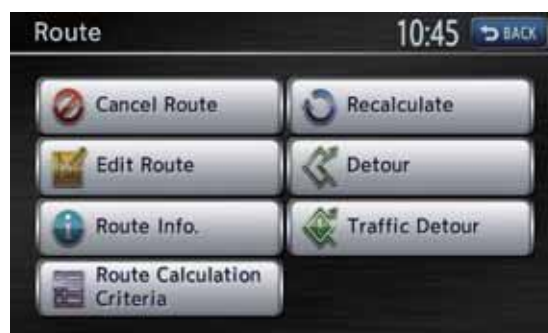 Route
10:45
BACK
Cancel Route
Recalculate
Edit Route
Detour
Route Info.
Traffic Detour
Route Calculation
Criteria